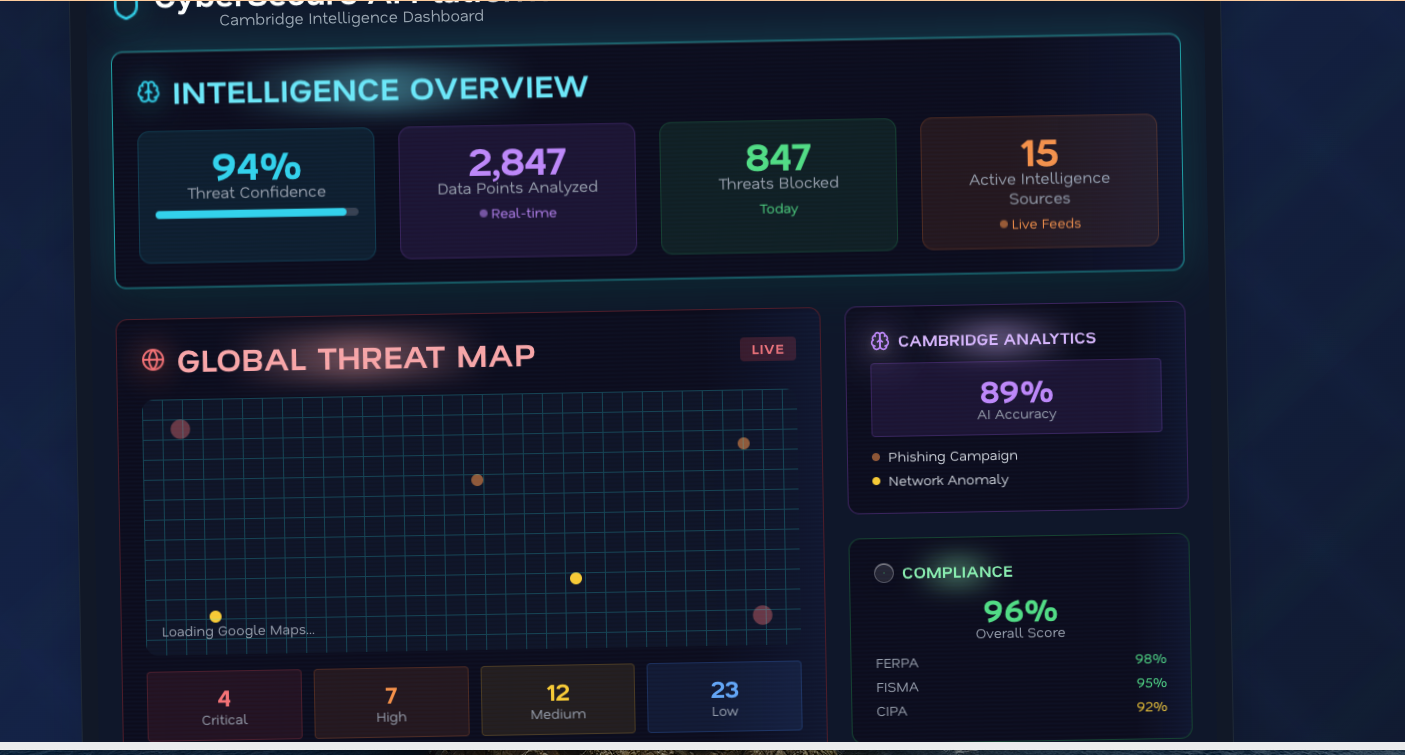 Cambridge Intelligence Dashboard
INTELLIGENCE OVERVIEW
94%
Threat Confidence
2,847
Data Points Analyzed
Real-time
847
Threats Blocked
Today
15
Active Intelligence
Sources
Live Feeds
GLOBAL THREAT MAP
LIVE
Loading Google Maps...
4
Critical
7
High
12
Medium
23
Low
CAMBRIDGE ANALYTICS
89%
AI Accuracy
Phishing Campaign
Network Anomaly
COMPLIANCE
96%
Overall Score
FERPA 98%
FISMA 95%
CIPA 92%